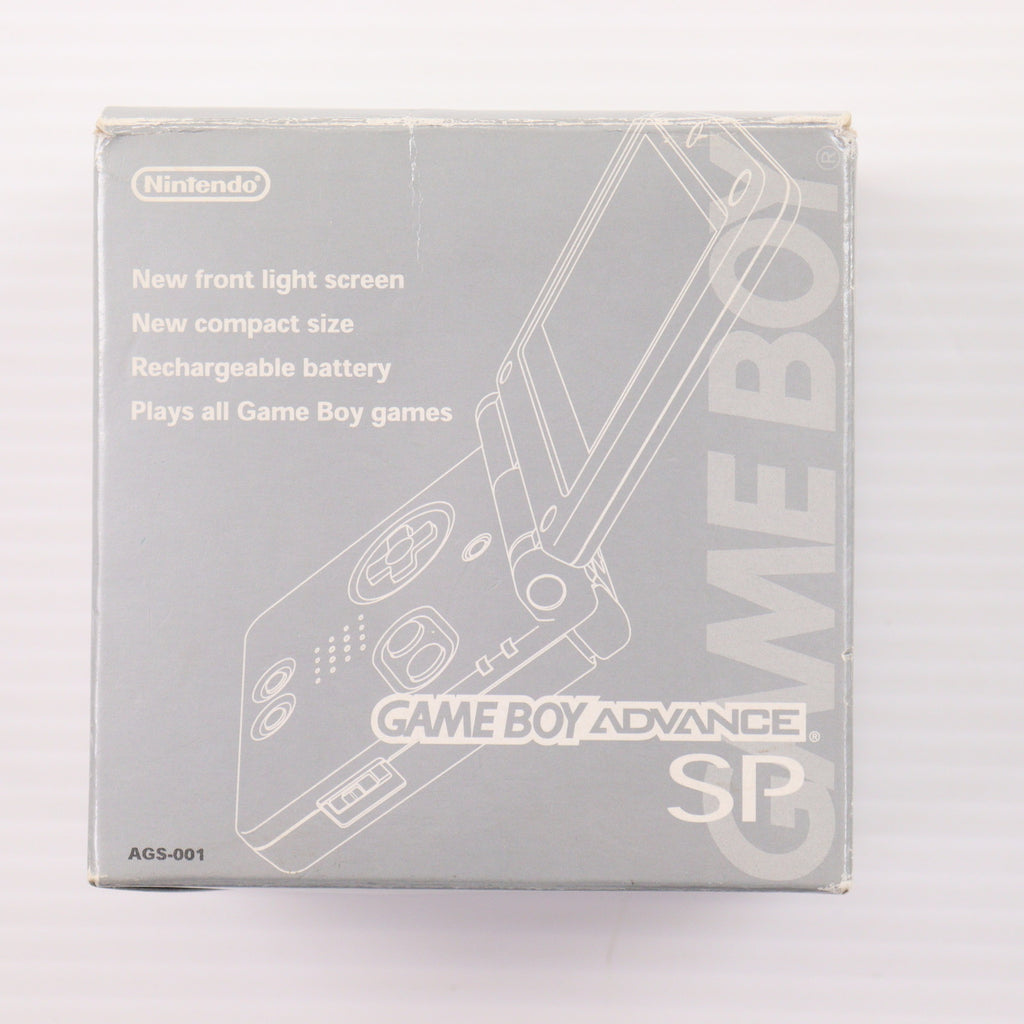 Nintendo®
New front light screen
New compact size
Rechargeable battery
Plays all Game Boy games
GAME BOY®
GAME BOY ADVANCE®
SP
AGS-001